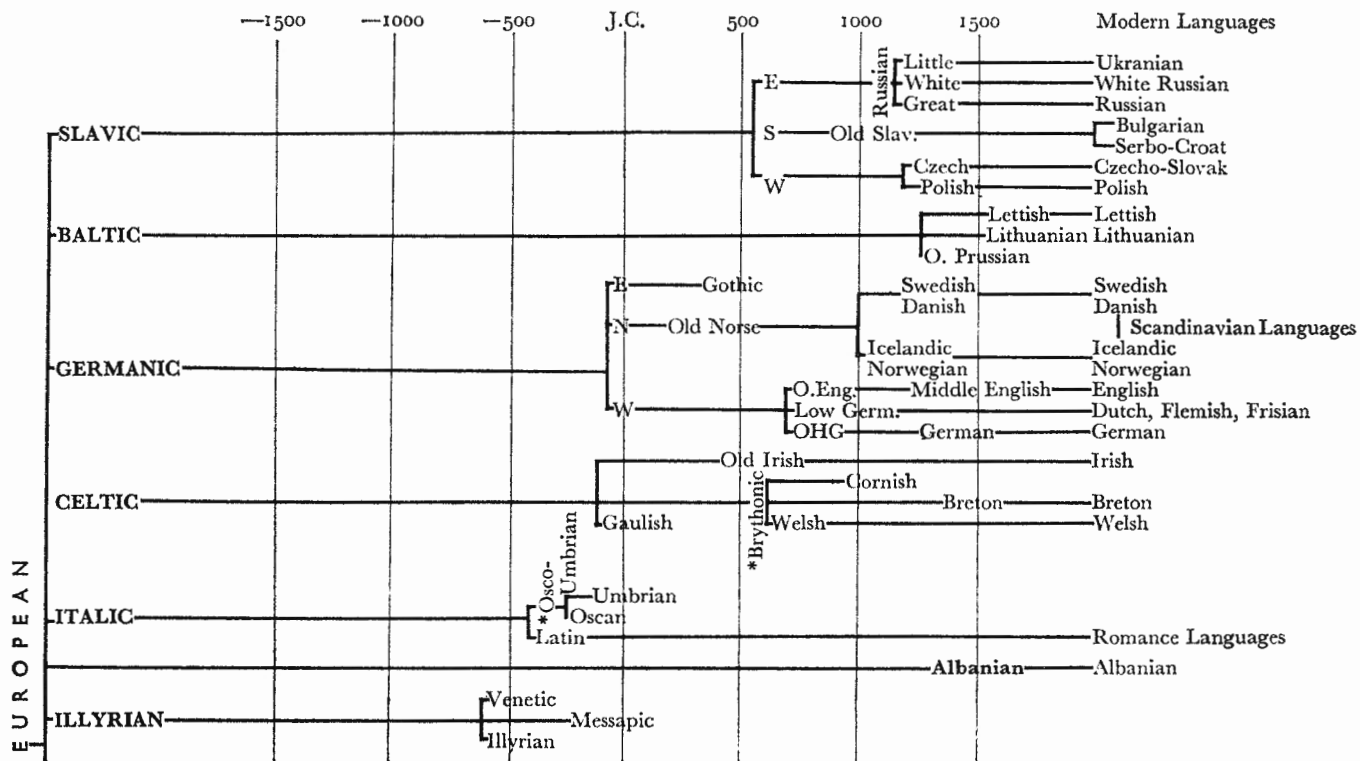 —1500 —1000 —500 J.C. 500 1000 1500 Modern Languages
Russian
Little Ukranian
E White White Russian
Great Russian
SLAVIC S Old Slav. Bulgarian
Serbo-Croat
Czech Czecho-Slovak
W Polish Polish
Lettish Lettish
BALTIC Lithuanian Lithuanian
O. Prussian
E Gothic Swedish Swedish
Danish Danish
N Old Norse Scandinavian Languages
Icelandic Icelandic
GERMANIC Norwegian Norwegian
O.Eng. Middle English English
W Low Germ. Dutch, Flemish, Frisian
OHG German German
Old Irish Irish
*Brythonic
Cornish
CELTIC Breton Breton
Gaulish Welsh Welsh
*Osco-
Umbrian
Umbrian
ITALIC Oscan
Latin Romance Languages
Albanian Albanian
Venetic
ILLYRIAN Messapic
Illyrian
EUROPEAN